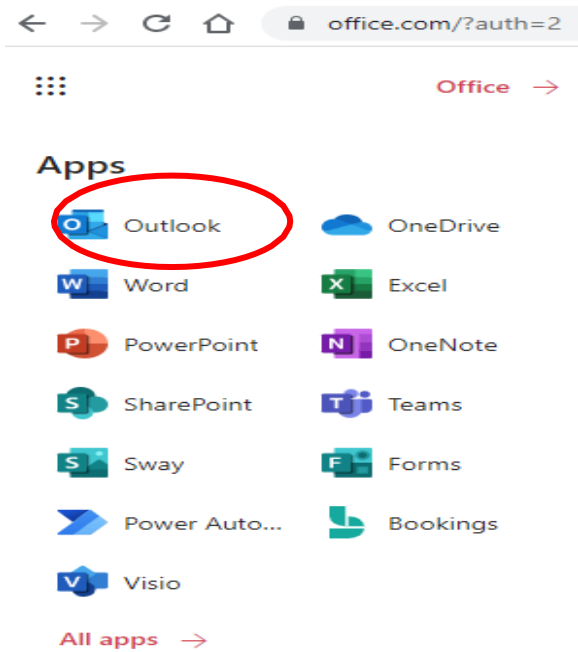 office.com/?auth=2
Office →
Apps
Outlook OneDrive
Word Excel
PowerPoint OneNote
SharePoint Teams
Sway Forms
Power Auto... Bookings
Visio
All apps →